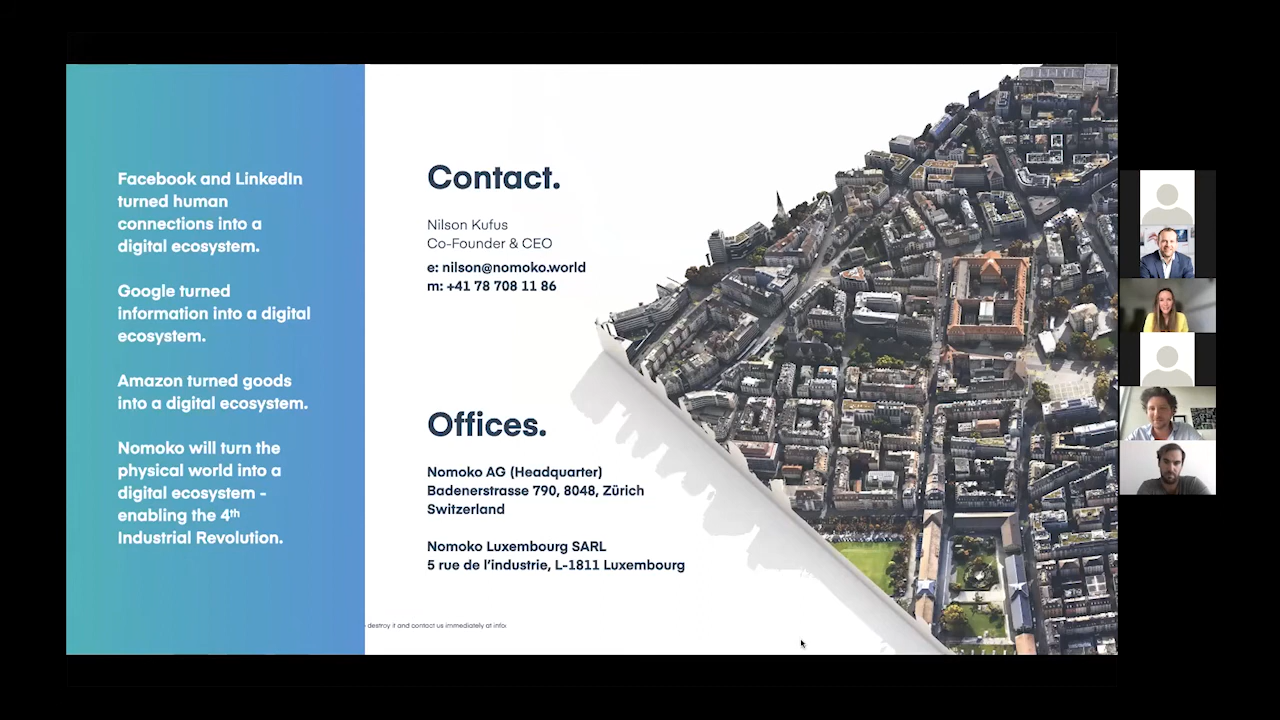 Facebook and LinkedIn
turned human
connections into a
digital ecosystem.
Google turned
information into a digital
ecosystem.
Amazon turned goods
into a digital ecosystem.
Nomoko will turn the
physical world into a
digital ecosystem -
enabling the 4th
Industrial Revolution.
Contact.
Nilson Kufus
Co-Founder & CEO
e: nilson@nomoko.world
m: +41 78 708 11 86
Offices.
Nomoko AG (Headquarter)
Badenerstrasse 790, 8048, Zürich
Switzerland
Nomoko Luxembourg SARL
5 rue de l’industrie, L-1811 Luxembourg
destroy it and contact us immediately at